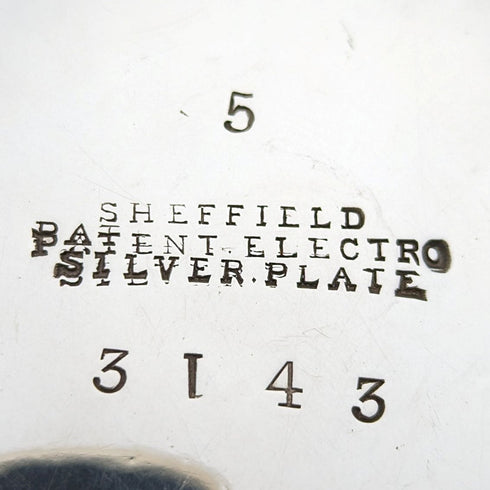 5
SHEFFIELD
PATENT ELECTRO
SILVER.PLATE
3143